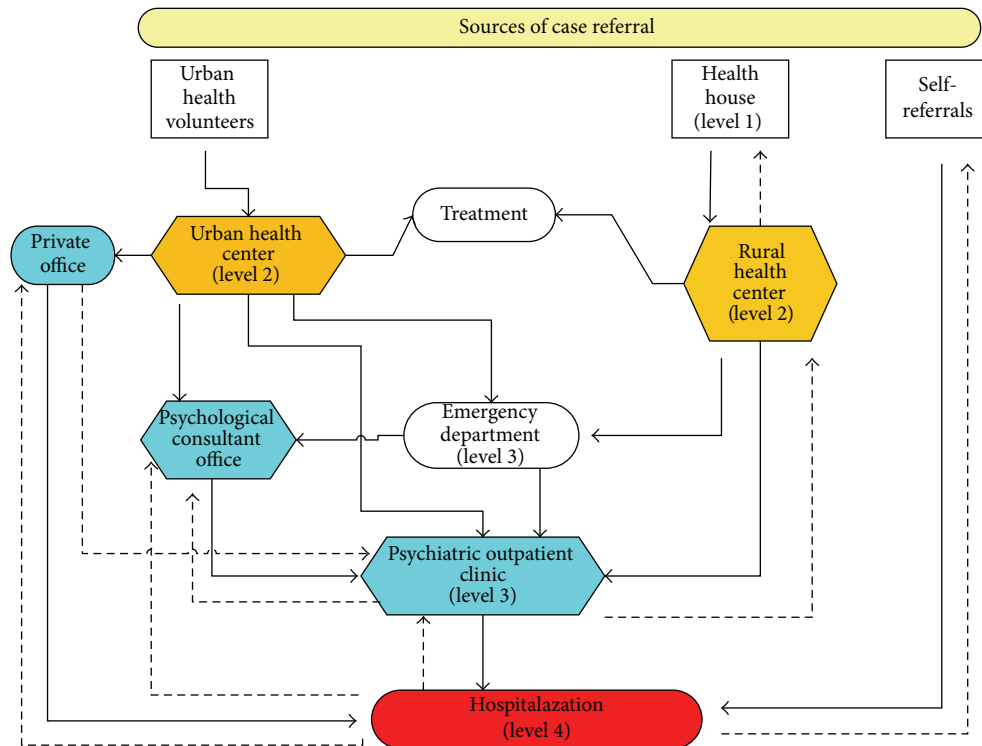 Sources of case referral
Urban
health
volunteers
Health
house
(level 1)
Self-
referrals
Treatment
Private
office
Urban health
center
(level 2)
Rural
health
center
(level 2)
Psychological
consultant
office
Emergency
department
(level 3)
Psychiatric outpatient
clinic
(level 3)
Hospitalazation
(level 4)